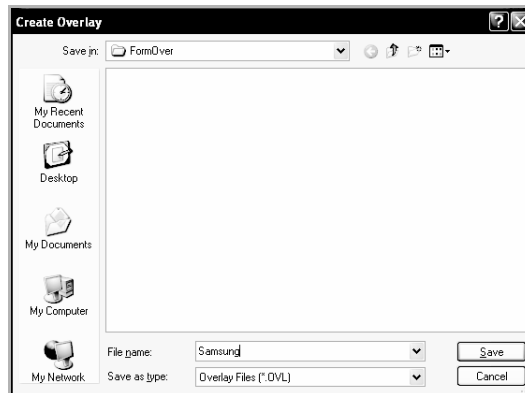 Create Overlay
Save in:
FormOver
My Recent
Documents
Desktop
My Documents
My Computer
My Network
File name:
Samsung
Save
Save as type:
Overlay Files (*.OVL)
Cancel